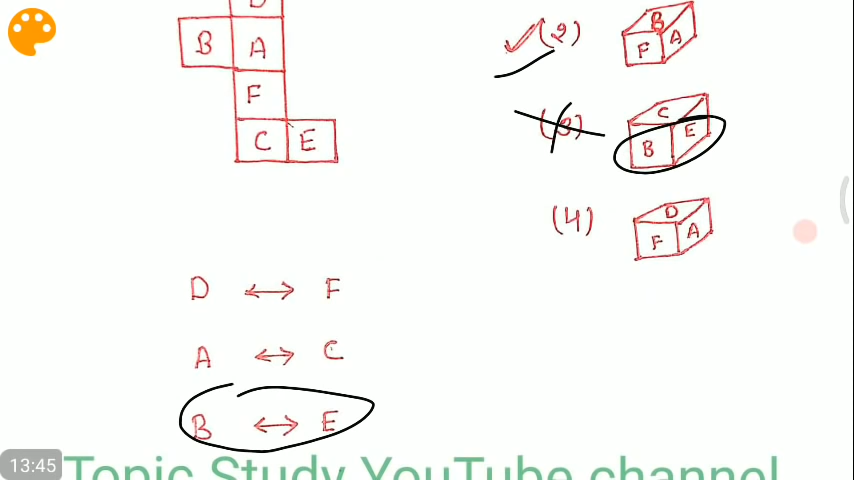 D
B A
F
C E
D ↔ F
A ↔ C
B ↔ E
(2) B F A
(3) C B E
(4) D F A
13:45
Topic Study YouTube channel